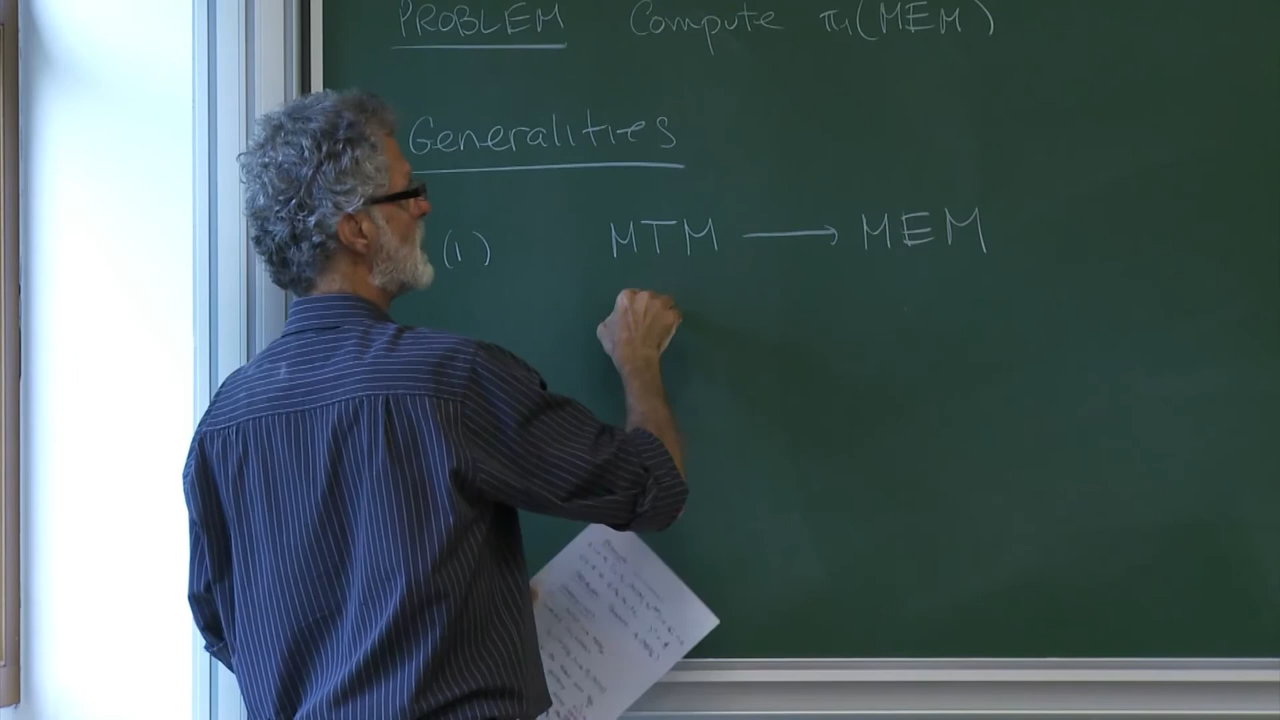 PROBLEM Compute π₁(MEM)
Generalities
(1) MTM ⟶ MEM